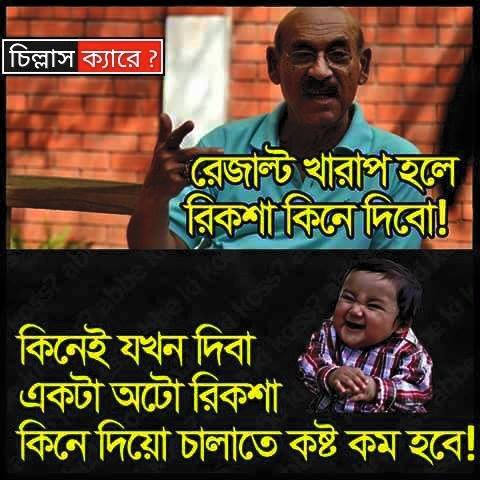 চিল্লাস ক্যারে ?
রেজাল্ট খারাপ হলে
রিকশা কিনে দিবো!
কিনেই যখন দিবা
একটা অটো রিকশা
কিনে দিয়ো চালাতে কষ্ট কম হবে!